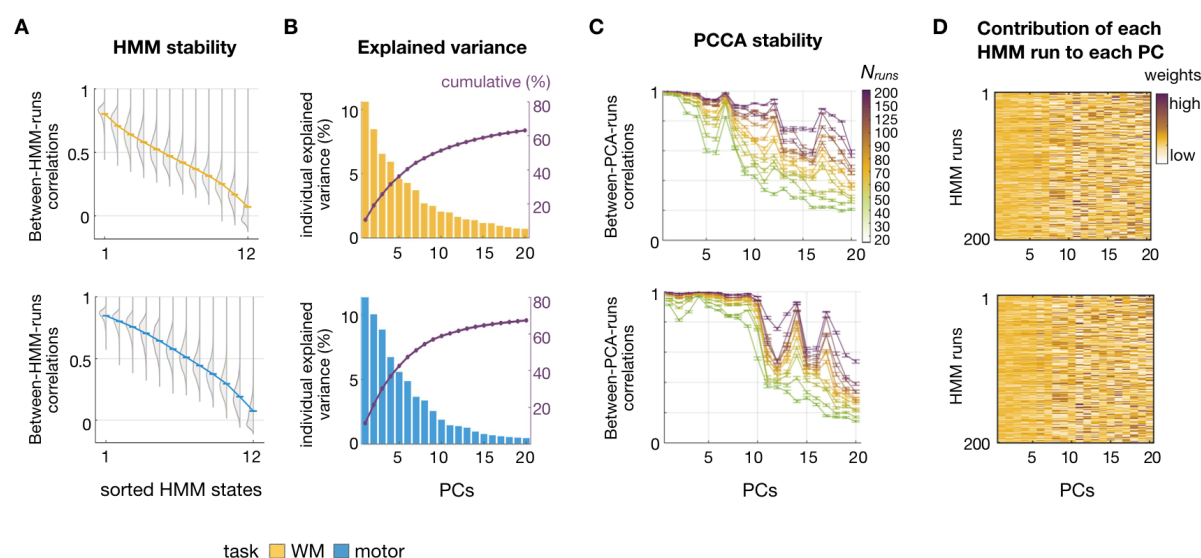 A
HMM stability
Between-HMM-runs
correlations
1
0.5
0
1
12
Between-HMM-runs
correlations
1
0.5
0
1
12
sorted HMM states
B
Explained variance
cumulative (%)
individual explained
variance (%)
10
5
0
80
60
40
20
5
10
15
20
individual explained
variance (%)
10
5
0
80
60
40
20
5
10
15
20
PCs
C
PCCA stability
Between-PCA-runs
correlations
1
0
5
10
15
20
Nruns
200
150
125
100
90
80
70
60
50
40
30
20
Between-PCA-runs
correlations
1
0
5
10
15
20
PCs
D
Contribution of each
HMM run to each PC
weights
high
low
HMM runs
1
200
5
10
15
20
HMM runs
1
200
5
10
15
20
PCs
task WM motor